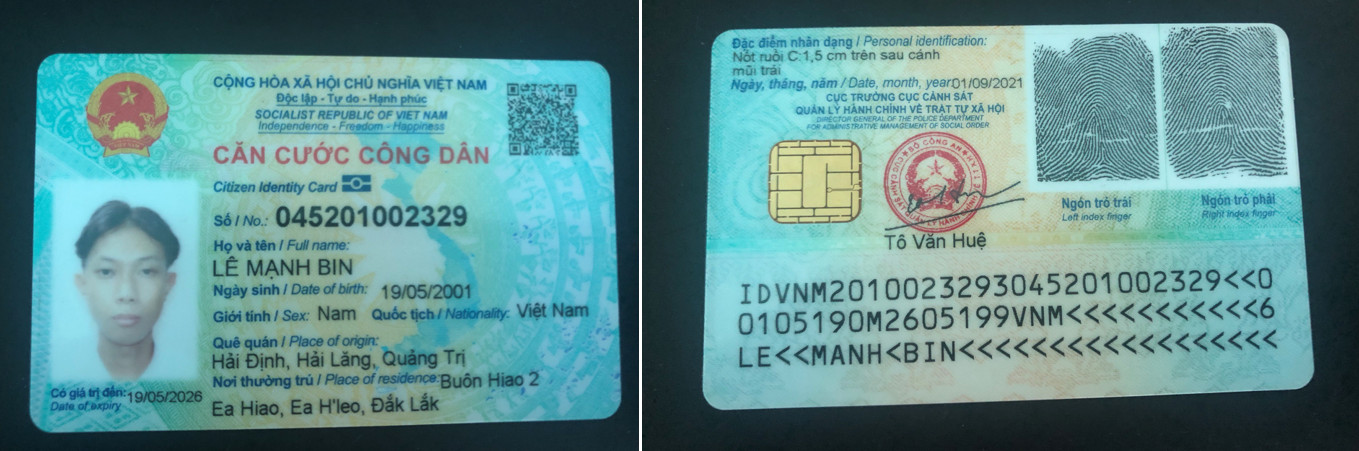 CỘNG HÒA XÃ HỘI CHỦ NGHĨA VIỆT NAM
Độc lập - Tự do - Hạnh phúc
SOCIALIST REPUBLIC OF VIET NAM
Independence - Freedom - Happiness
CĂN CƯỚC CÔNG DÂN
Citizen Identity Card
Số / No.: 045201002329
Họ và tên / Full name:
LÊ MẠNH BIN
Ngày sinh / Date of birth: 19/05/2001
Giới tính / Sex: Nam Quốc tịch / Nationality: Việt Nam
Quê quán / Place of origin:
Hải Định, Hải Lăng, Quảng Trị
Nơi thường trú / Place of residence: Buôn Hiao 2
Ea Hiao, Ea H'leo, Đắk Lắk
Có giá trị đến: 19/05/2026
Date of expiry
Đặc điểm nhân dạng / Personal identification:
Nốt ruồi C:1,5 cm trên sau cánh
mũi trái
Ngày, tháng, năm / Date, month, year 01/09/2021
CỤC TRƯỞNG CỤC CẢNH SÁT
QUẢN LÝ HÀNH CHÍNH VỀ TRẬT TỰ XÃ HỘI
DIRECTOR GENERAL OF THE POLICE DEPARTMENT
FOR ADMINISTRATIVE MANAGEMENT OF SOCIAL ORDER
BỘ CÔNG AN
Tô Văn Huệ
Ngón trỏ trái
Left index finger
Ngón trỏ phải
Right index finger
IDVNM2010023293045201002329<<0
0105190M2605199VNM<<<<<<<<<<<6
LE<<MANH<BIN<<<<<<<<<<<<<<<<<<